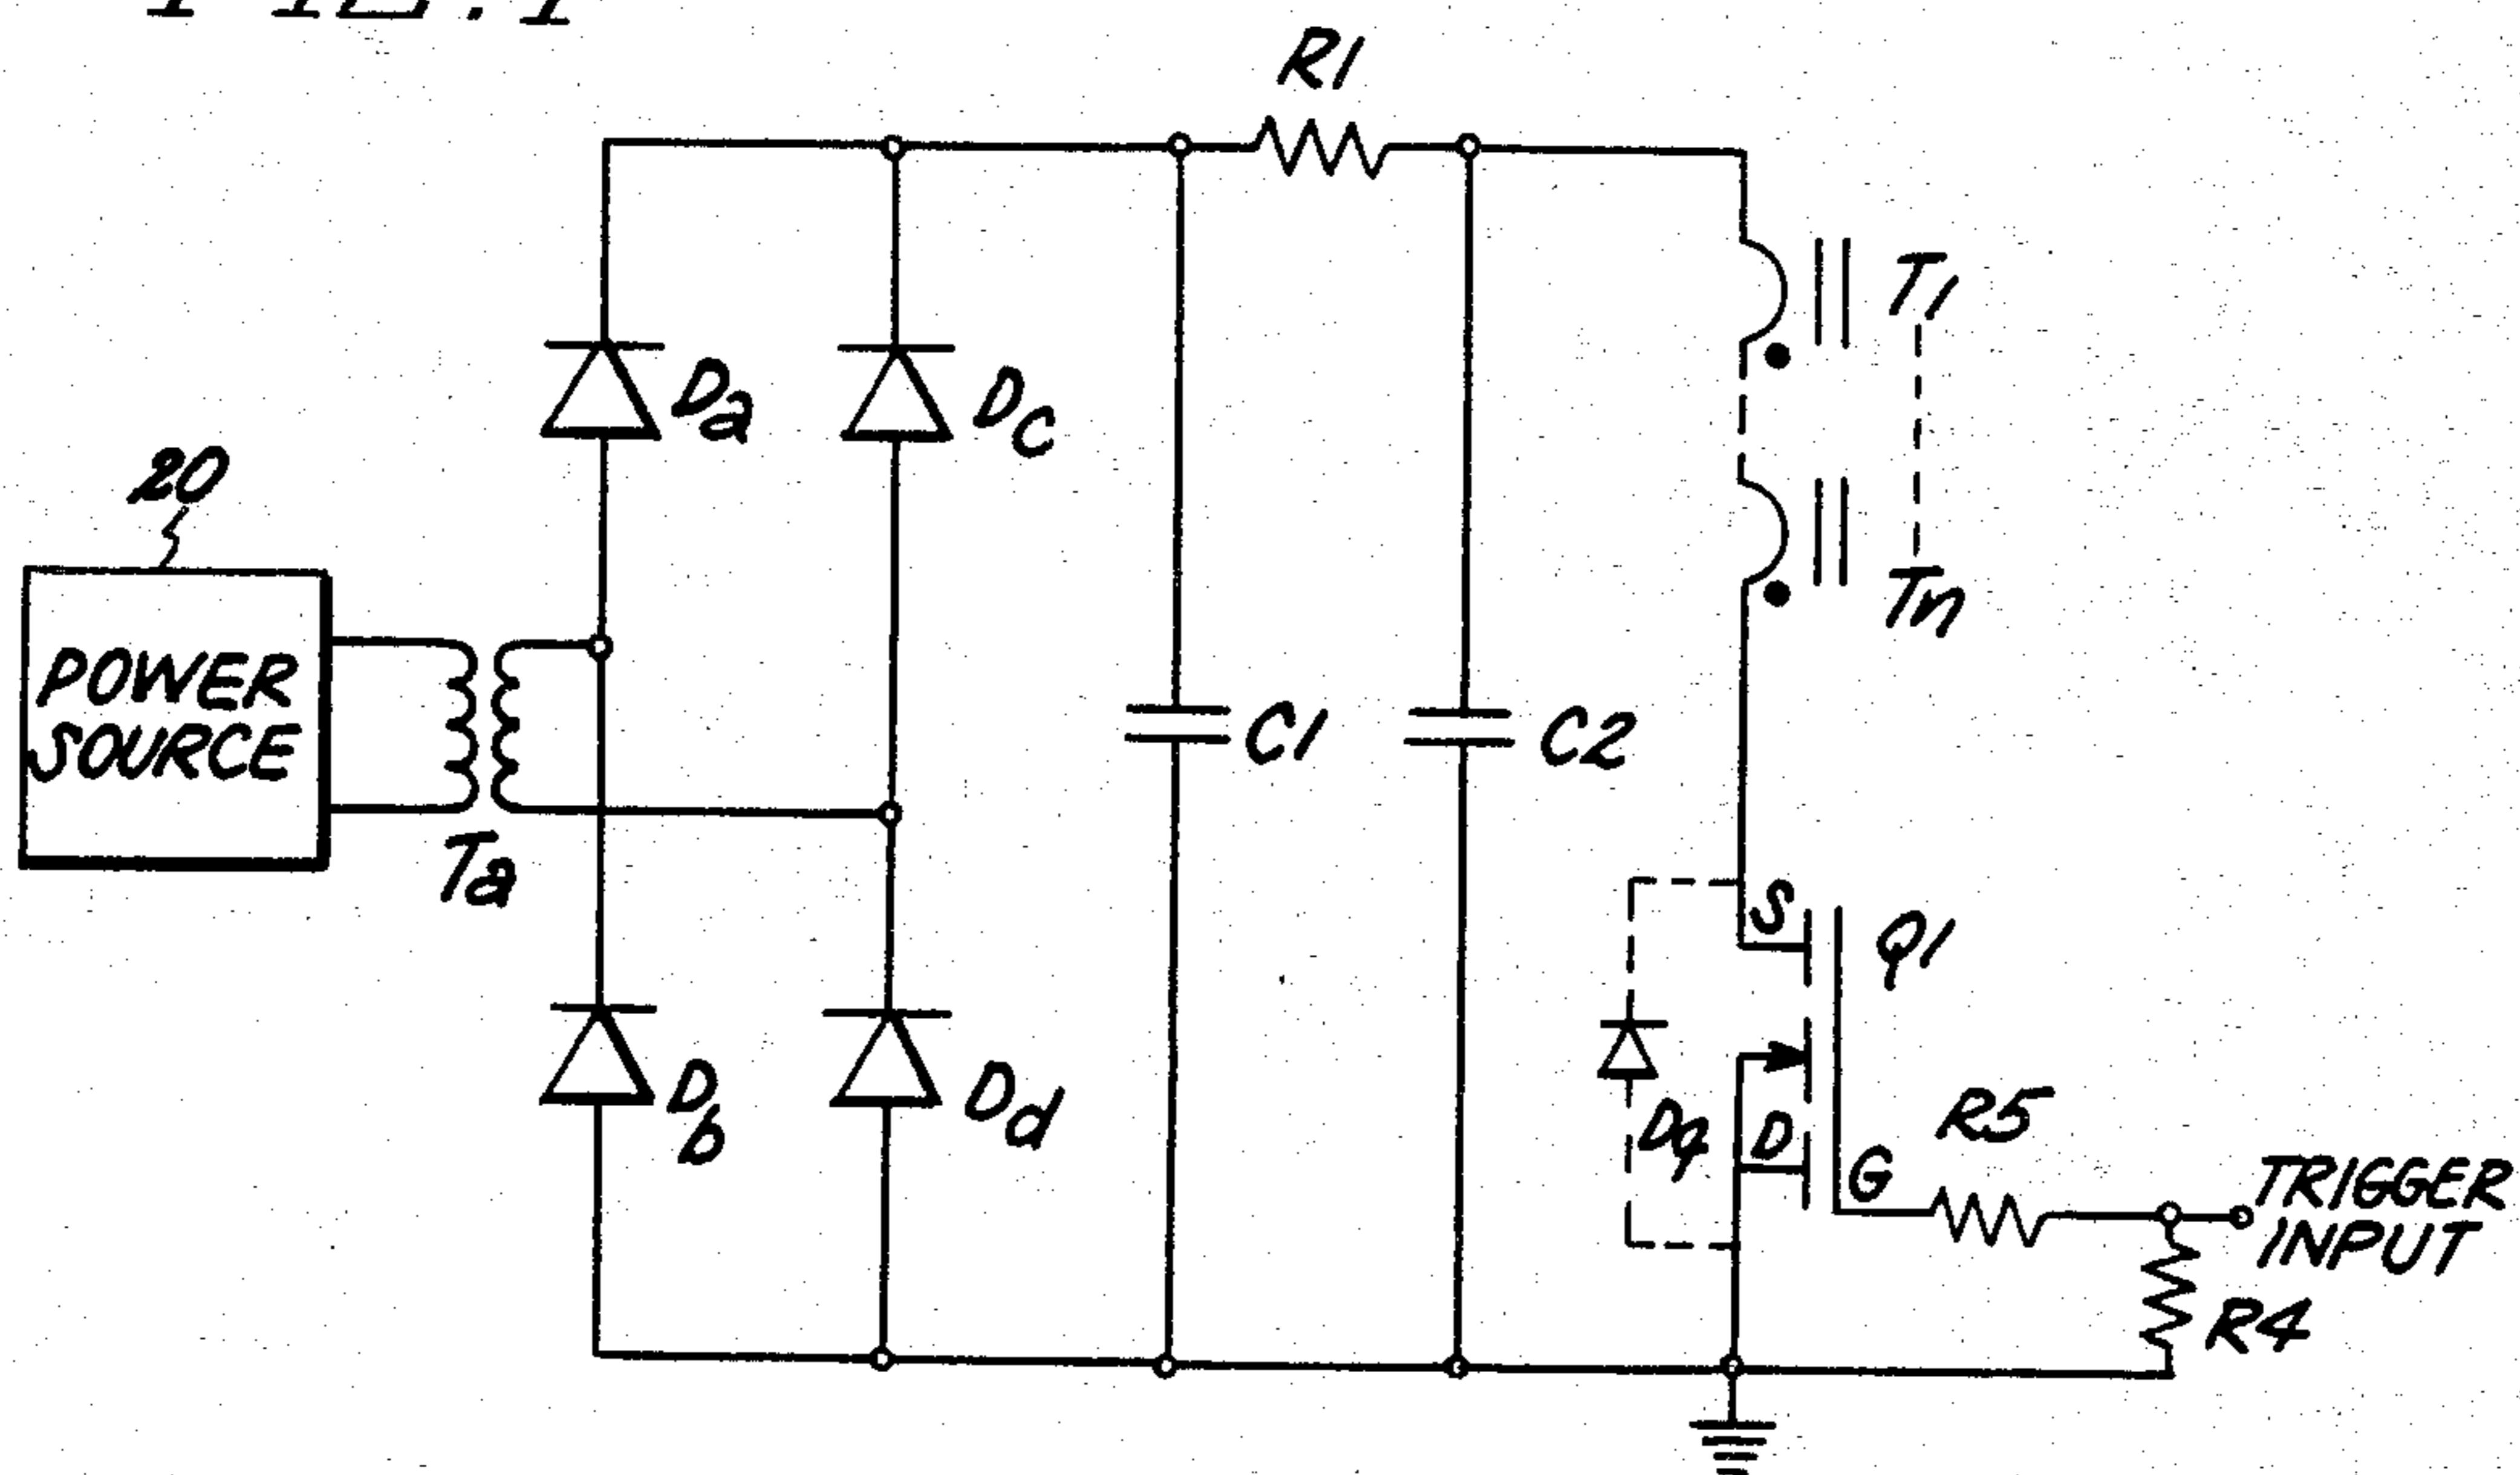 R1
T1
Da
Dc
20
Tn
POWER
SOURCE
C1
C2
Ta
S
Q1
Db
Dd
Dq
D
R5
G
TRIGGER
INPUT
R4